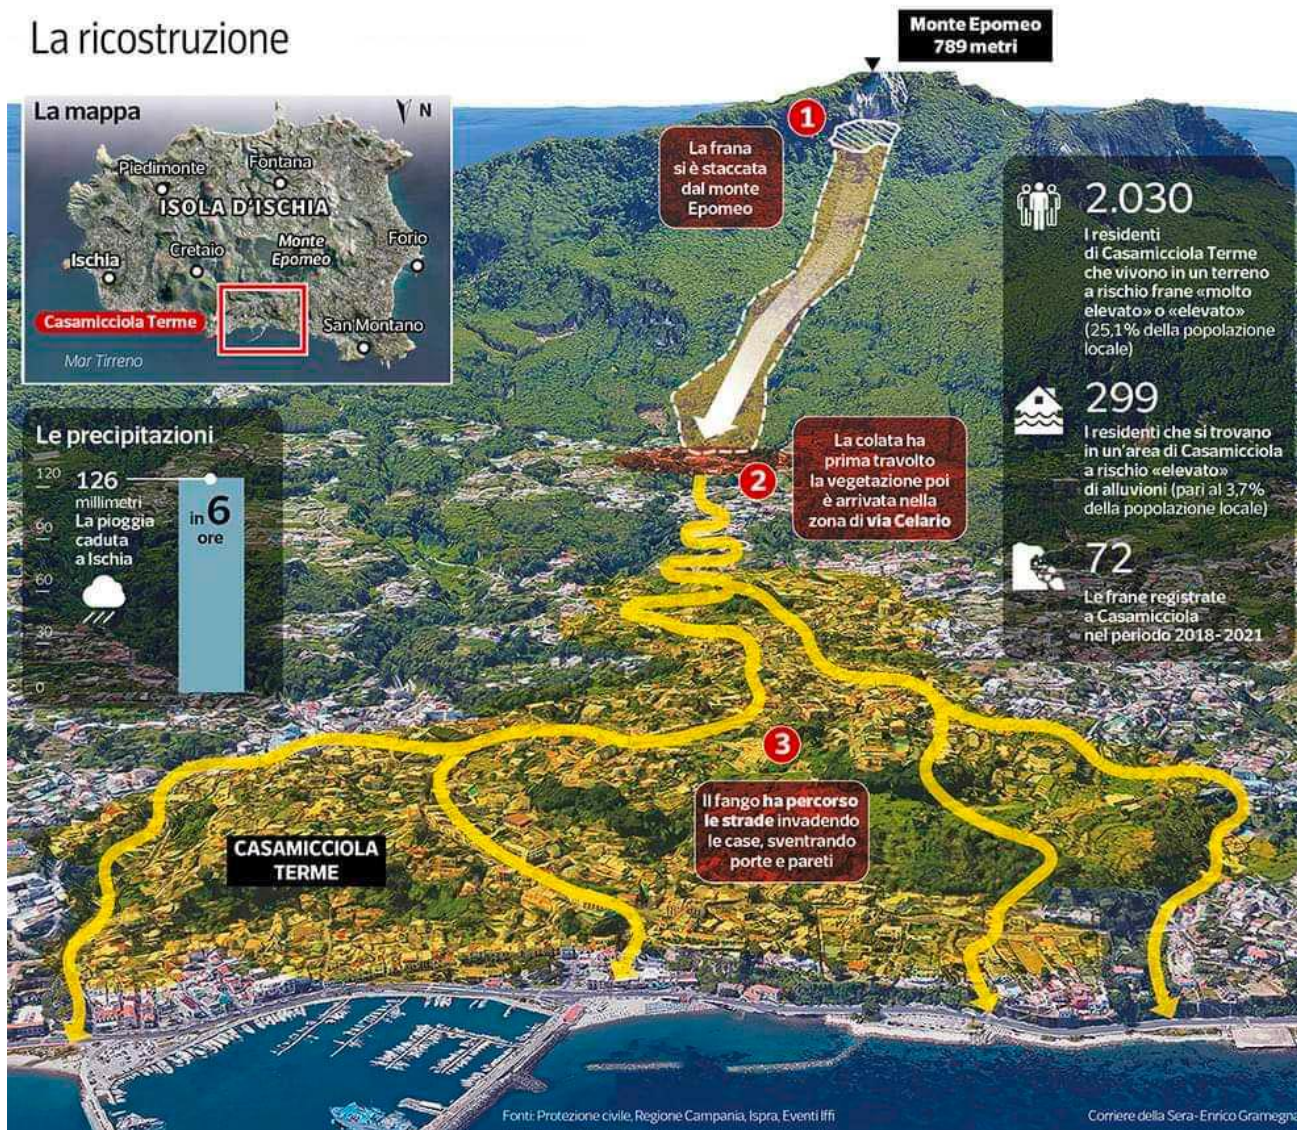 La ricostruzione
Monte Epomeo
789 metri
La mappa
N
Piedimonte
Fontana
ISOLA D'ISCHIA
Cretaio
Monte
Epomeo
Forio
Ischia
Casamicciola Terme
San Montano
Mar Tirreno
1
La frana
si è staccata
dal monte
Epomeo
2.030
I residenti
di Casamicciola Terme
che vivono in un terreno
a rischio frane «molto
elevato» o «elevato»
(25,1% della popolazione
locale)
299
I residenti che si trovano
in un'area di Casamicciola
a rischio «elevato»
di alluvioni (pari al 3,7%
della popolazione locale)
72
Le frane registrate
a Casamicciola
nel periodo 2018-2021
Le precipitazioni
120
90
60
30
0
126
millimetri
La pioggia
caduta
a Ischia
in 6
ore
2
La colata ha
prima travolto
la vegetazione poi
è arrivata nella
zona di via Celario
3
Il fango ha percorso
le strade invadendo
le case, sventrando
porte e pareti
CASAMICCIOLA
TERME
Fonti: Protezione civile, Regione Campania, Ispra, Eventi Iffi
Corriere della Sera-Enrico Gramegna